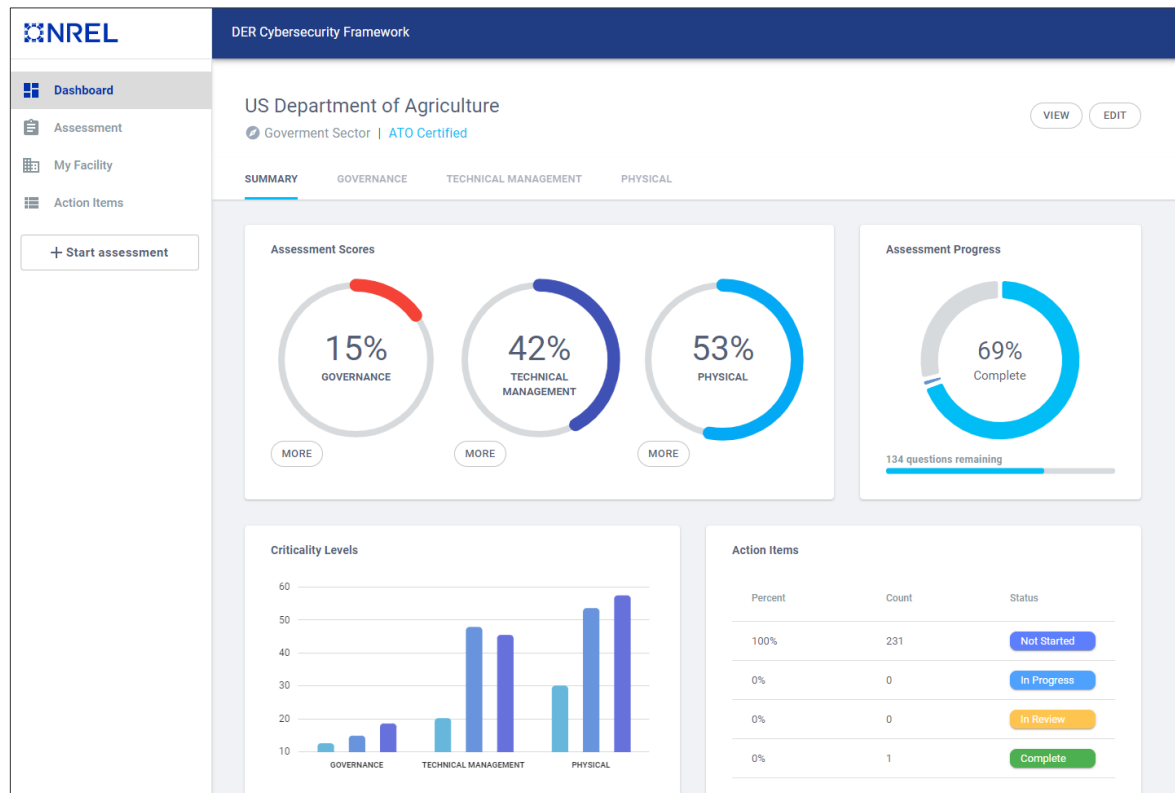 NREL
DER Cybersecurity Framework
Dashboard
Assessment
My Facility
Action Items
+ Start assessment
US Department of Agriculture
Goverment Sector | ATO Certified
VIEW
EDIT
SUMMARY
GOVERNANCE
TECHNICAL MANAGEMENT
PHYSICAL
Assessment Scores
15%
GOVERNANCE
MORE
42%
TECHNICAL
MANAGEMENT
MORE
53%
PHYSICAL
MORE
Assessment Progress
69%
Complete
134 questions remaining
Criticality Levels
60
50
40
30
20
10
GOVERNANCE
TECHNICAL MANAGEMENT
PHYSICAL
Action Items
Percent Count Status
100% 231 Not Started
0% 0 In Progress
0% 0 In Review
0% 1 Complete